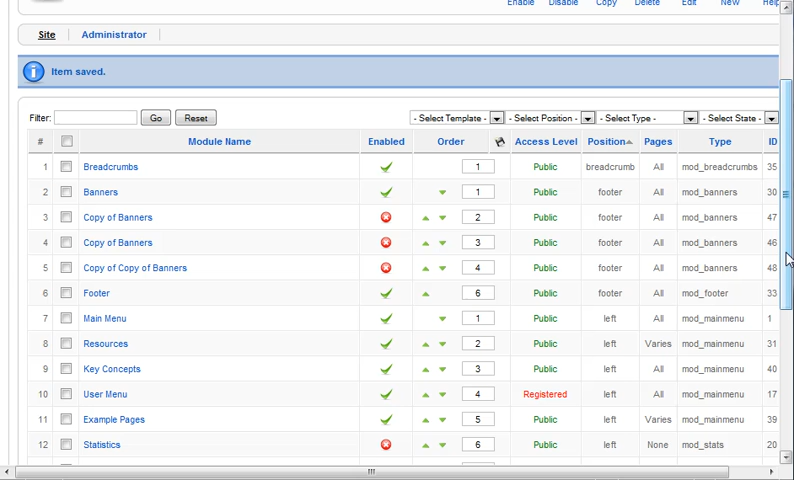 Enable Disable Copy Delete Edit New Help
Site Administrator
Item saved.
Filter: Go Reset - Select Template - - Select Position - - Select Type - - Select State -
# Module Name Enabled Order Access Level Position Pages Type ID
1 Breadcrumbs 1 Public breadcrumb All mod_breadcrumbs 35
2 Banners 1 Public footer All mod_banners 30
3 Copy of Banners 2 Public footer All mod_banners 47
4 Copy of Banners 3 Public footer All mod_banners 46
5 Copy of Copy of Banners 4 Public footer All mod_banners 48
6 Footer 6 Public footer All mod_footer 33
7 Main Menu 1 Public left All mod_mainmenu 1
8 Resources 2 Public left Varies mod_mainmenu 31
9 Key Concepts 3 Public left All mod_mainmenu 40
10 User Menu 4 Registered left All mod_mainmenu 17
11 Example Pages 5 Public left Varies mod_mainmenu 39
12 Statistics 6 Public left None mod_stats 20